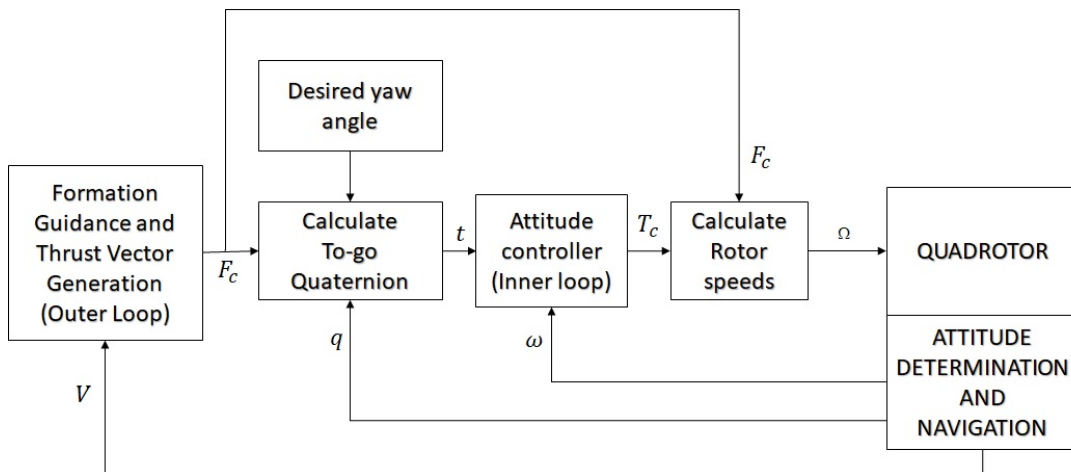 Desired yaw
angle
F_c
Formation
Guidance and
Thrust Vector
Generation
(Outer Loop)
F_c
Calculate
To-go
Quaternion
t
Attitude
controller
(Inner loop)
T_c
Calculate
Rotor
speeds
Ω
QUADROTOR
q
ω
V
ATTITUDE
DETERMINATION
AND
NAVIGATION